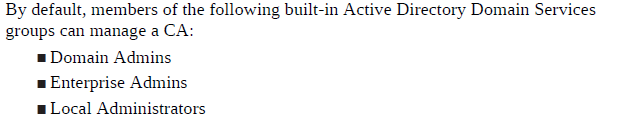 By default, members of the following built-in Active Directory Domain Services
groups can manage a CA:
■ Domain Admins
■ Enterprise Admins
■ Local Administrators